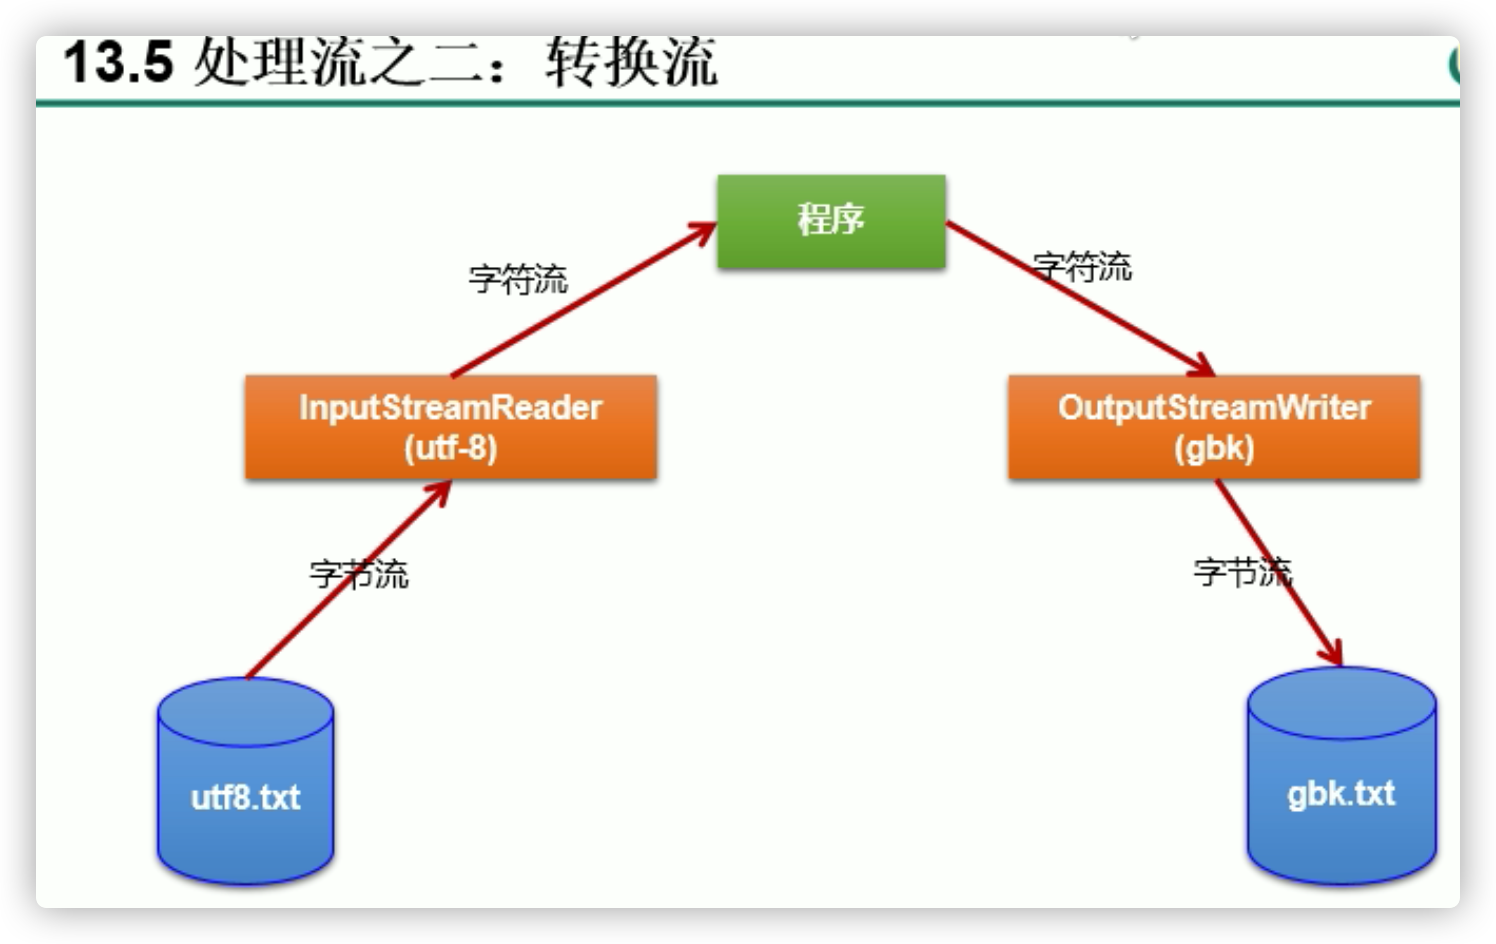 13.5 处理流之二：转换流
程序
字符流
字符流
InputStreamReader
(utf-8)
OutputStreamWriter
(gbk)
字节流
字节流
utf8.txt
gbk.txt